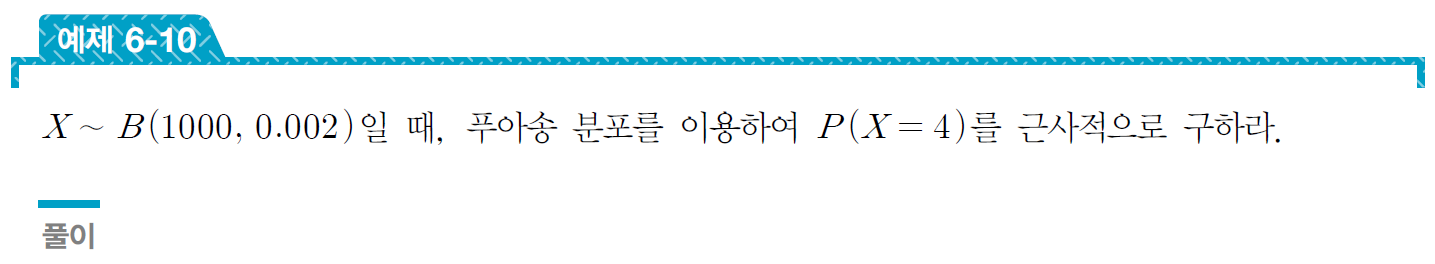 예제 6-10
X ~ B(1000, 0.002)일 때, 푸아송 분포를 이용하여 P(X = 4)를 근사적으로 구하라.
풀이